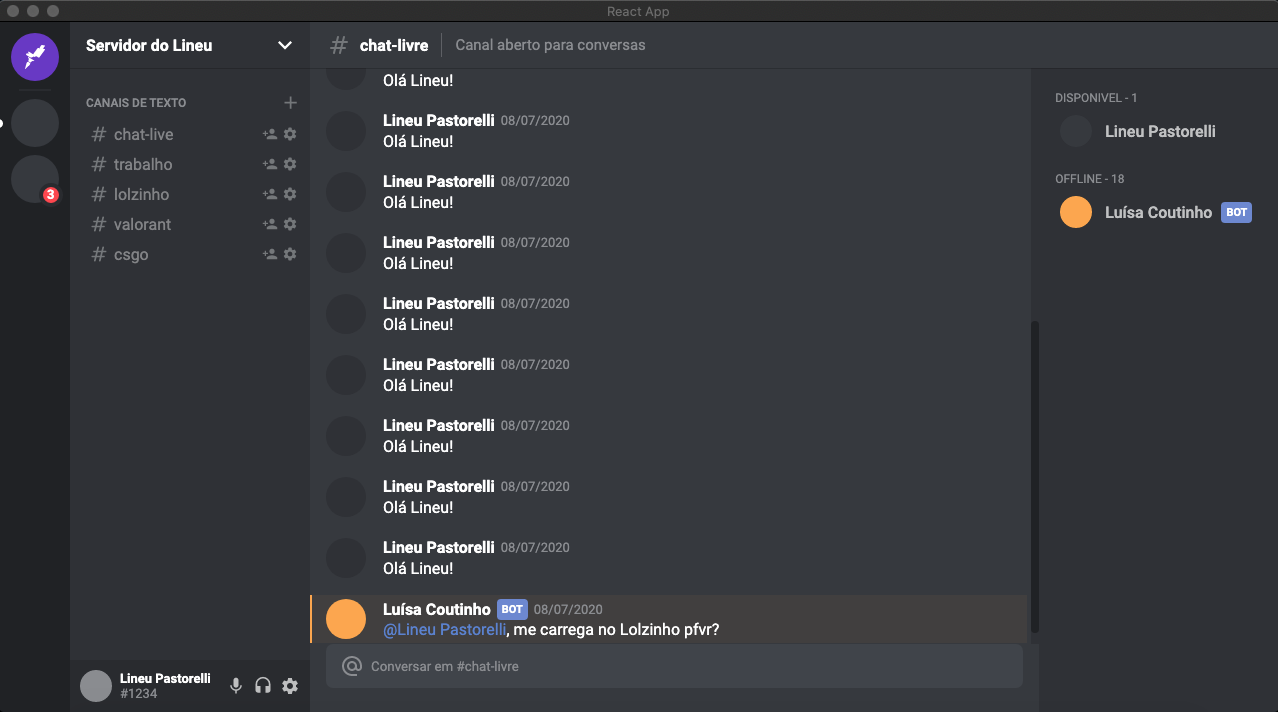 React App
3
Servidor do Lineu
CANAIS DE TEXTO
# chat-live
# trabalho
# lolzinho
# valorant
# csgo
Lineu Pastorelli
#1234
# chat-livre Canal aberto para conversas
Olá Lineu!
Lineu Pastorelli 08/07/2020
Olá Lineu!
Lineu Pastorelli 08/07/2020
Olá Lineu!
Lineu Pastorelli 08/07/2020
Olá Lineu!
Lineu Pastorelli 08/07/2020
Olá Lineu!
Lineu Pastorelli 08/07/2020
Olá Lineu!
Lineu Pastorelli 08/07/2020
Olá Lineu!
Lineu Pastorelli 08/07/2020
Olá Lineu!
Lineu Pastorelli 08/07/2020
Olá Lineu!
Luísa Coutinho BOT 08/07/2020
@Lineu Pastorelli, me carrega no Lolzinho pfvr?
@ Conversar em #chat-livre
DISPONIVEL - 1
Lineu Pastorelli
OFFLINE - 18
Luísa Coutinho BOT